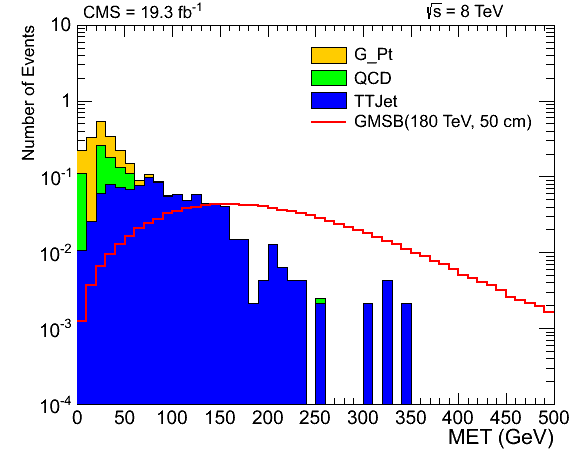 CMS = 19.3 fb⁻¹
√s = 8 TeV
Number of Events
10
1
10⁻¹
10⁻²
10⁻³
10⁻⁴
G_Pt
QCD
TTJet
GMSB(180 TeV, 50 cm)
0 50 100 150 200 250 300 350 400 450 500
MET (GeV)